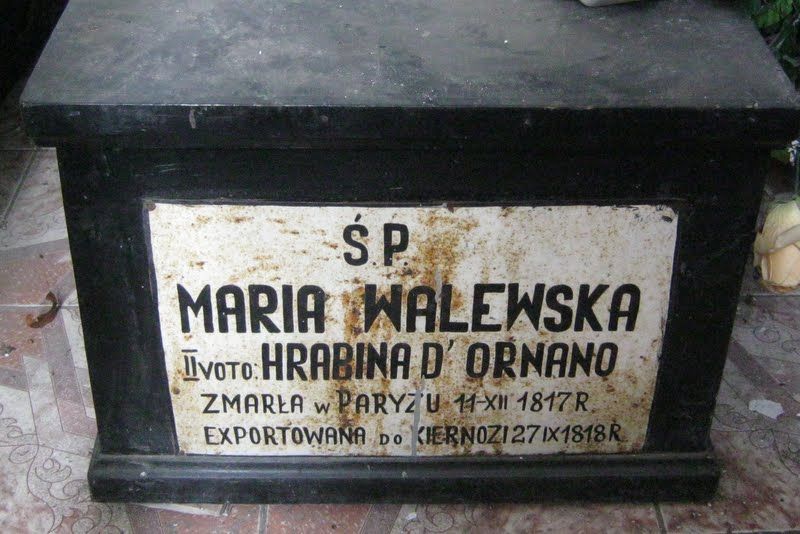 Ś P
MARIA WALEWSKA
II VOTO: HRABINA D' ORNANO
ZMARŁA W PARYŻU 11-XII 1817 R
EXPORTOWANA DO KIERNOZI 27 IX 1818 R.